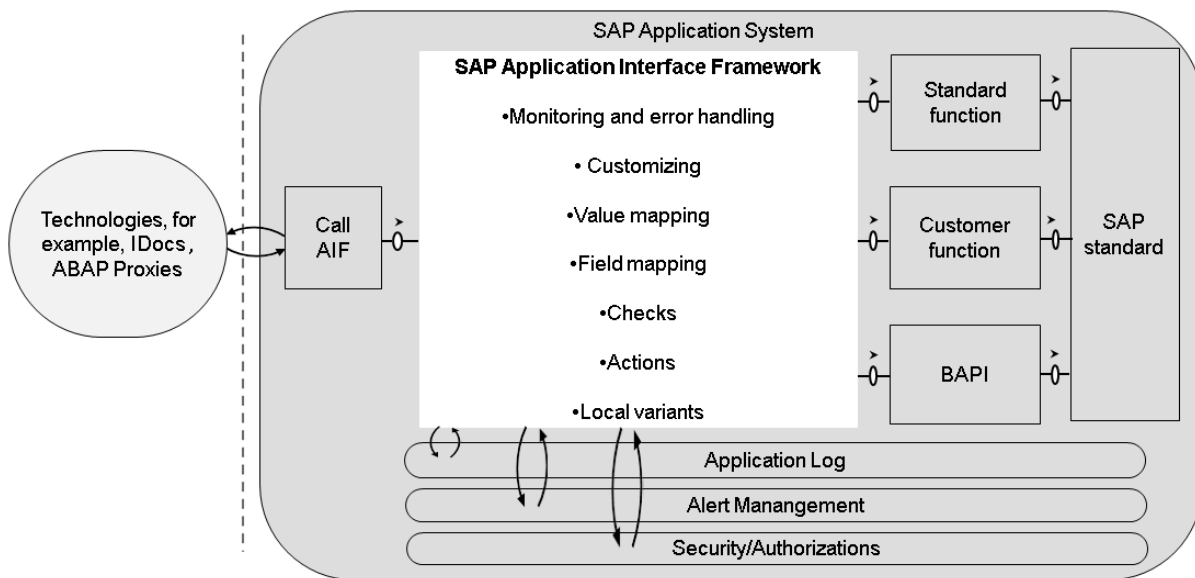 SAP Application System
SAP Application Interface Framework
•Monitoring and error handling
• Customizing
•Value mapping
•Field mapping
•Checks
•Actions
•Local variants
Technologies, for
example, IDocs,
ABAP Proxies
Call
AIF
Standard
function
Customer
function
BAPI
SAP
standard
Application Log
Alert Manangement
Security/Authorizations